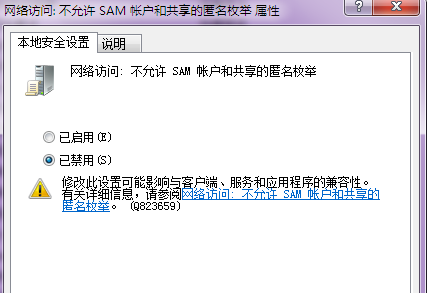 网络访问: 不允许 SAM 帐户和共享的匿名枚举 属性
本地安全设置 说明
网络访问: 不允许 SAM 帐户和共享的匿名枚举
已启用(E)
已禁用(S)
修改此设置可能影响与客户端、服务和应用程序的兼容性。
有关详细信息，请参阅网络访问: 不允许 SAM 帐户和共享的
匿名枚举。 (Q823659)